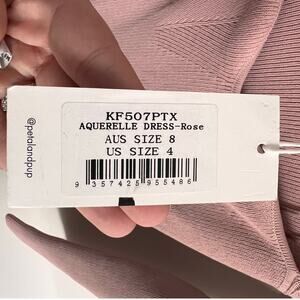 @petalandpup
KF507PTX
AQUERELLE DRESS-Rose
AUS SIZE 8
US SIZE 4
9 357425 955486